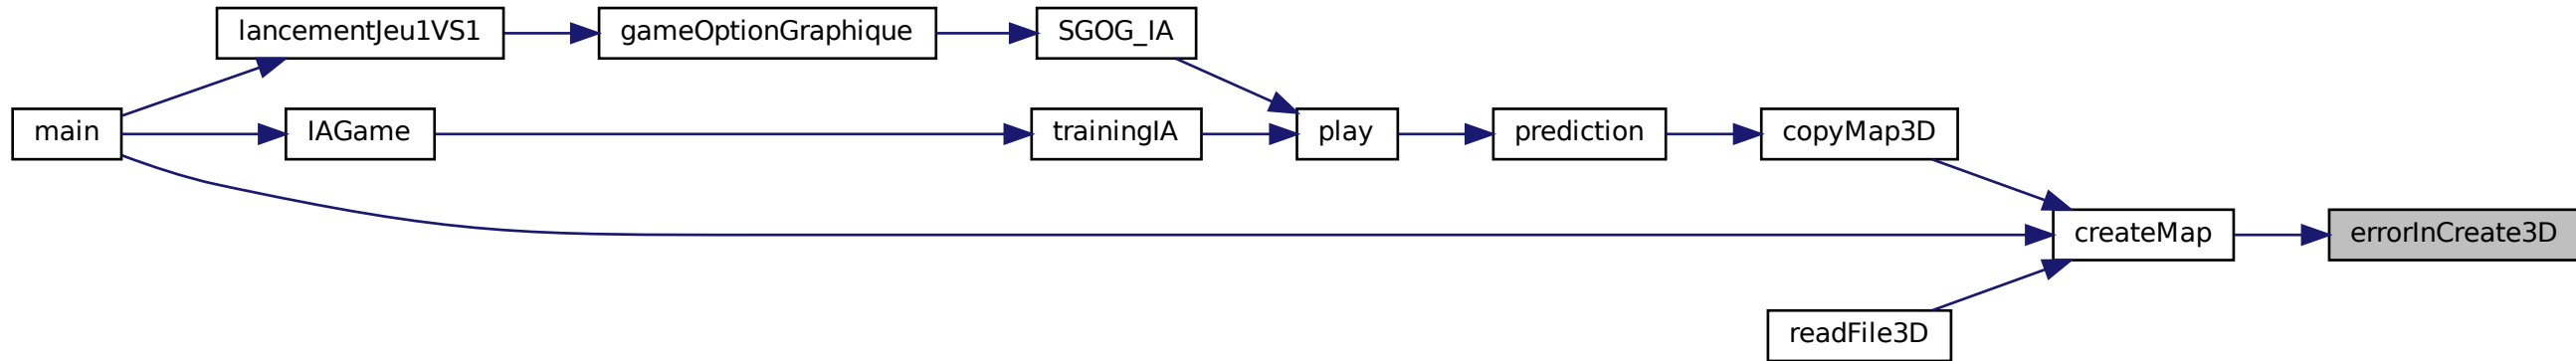 lancementJeu1VS1
gameOptionGraphique
SGOG_IA
main
IAGame
trainingIA
play
prediction
copyMap3D
createMap
errorInCreate3D
readFile3D